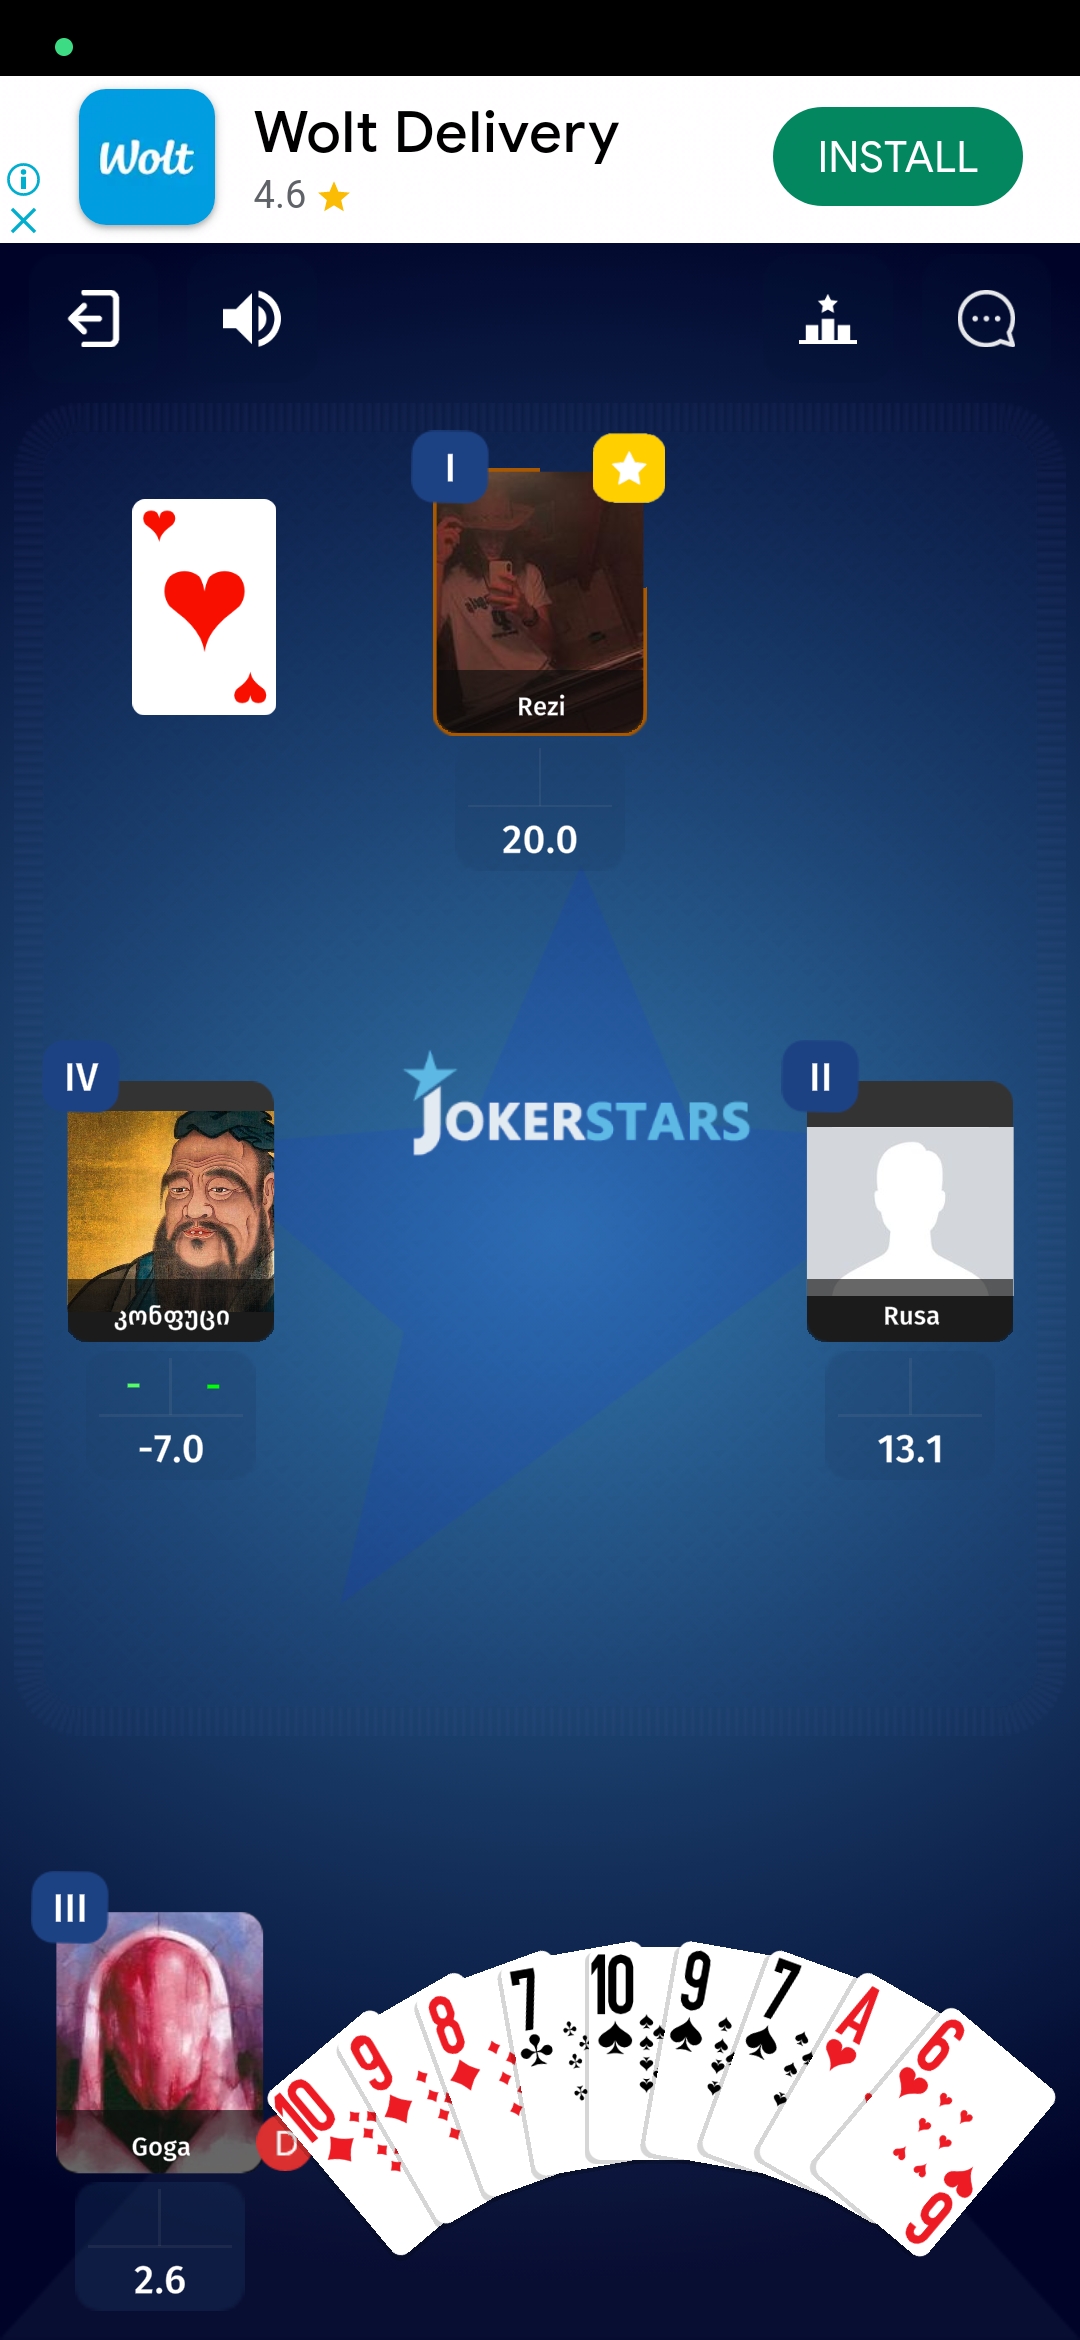 Wolt
Wolt Delivery
4.6
INSTALL
I
Rezi
20.0
IV
II
JOKERSTARS
კონფუცი
Rusa
- -
-7.0
13.1
III
Goga
D
2.6
10
9
8
7
10
9
7
A
6
6